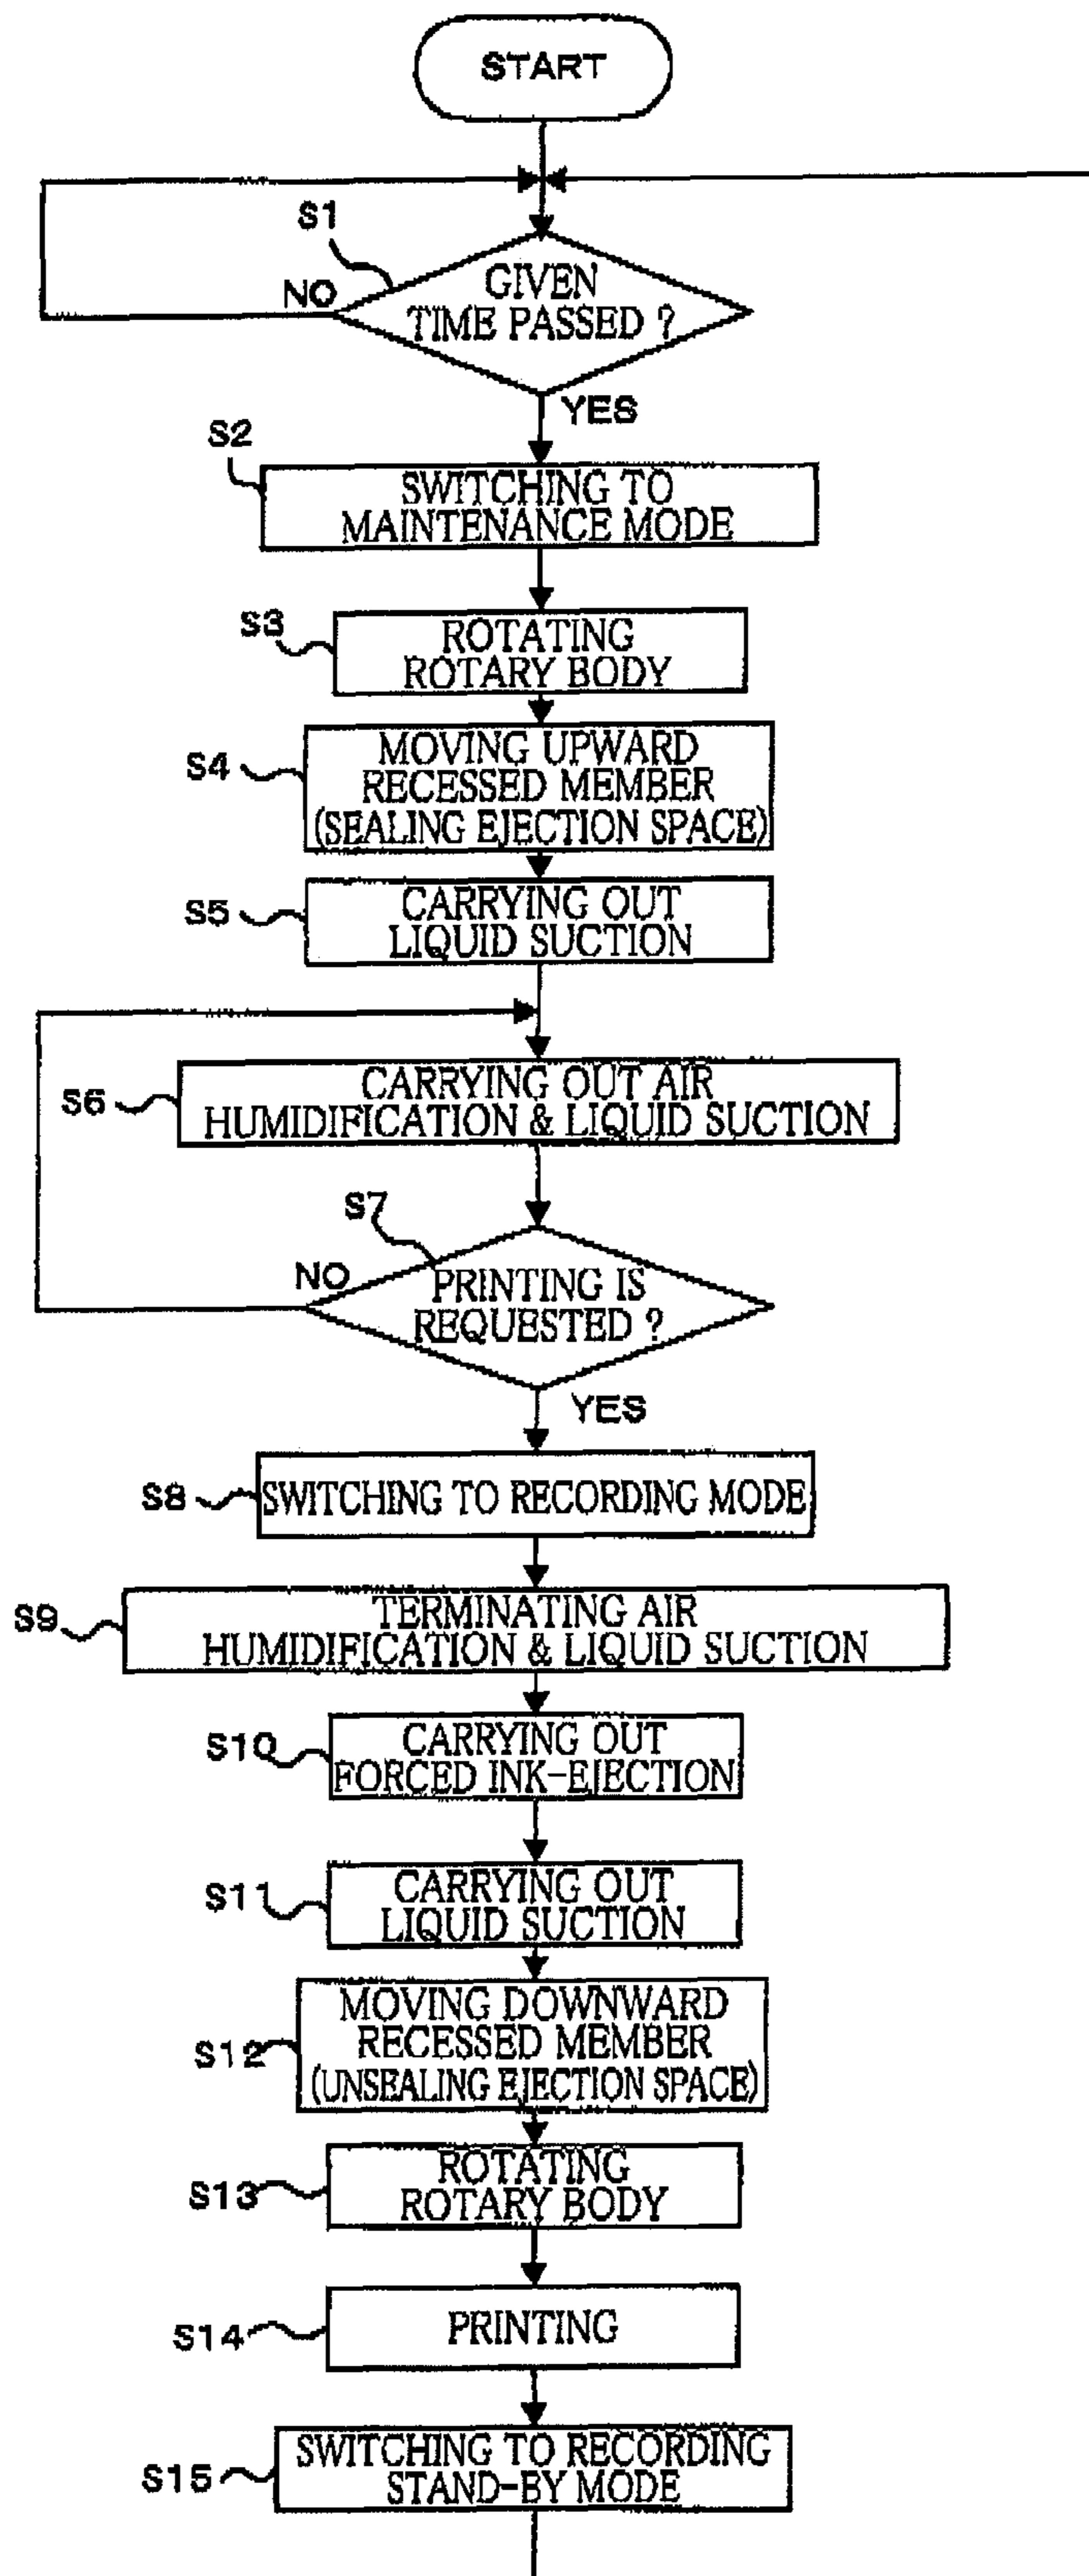 START
S1
GIVEN
TIME PASSED ?
NO
YES
S2
SWITCHING TO
MAINTENANCE MODE
S3
ROTATING
ROTARY BODY
S4
MOVING UPWARD
RECESSED MEMBER
(SEALING EJECTION SPACE)
S5
CARRYING OUT
LIQUID SUCTION
S6
CARRYING OUT AIR
HUMIDIFICATION & LIQUID SUCTION
S7
NO
PRINTING IS
REQUESTED ?
YES
S8
SWITCHING TO RECORDING MODE
S9
TERMINATING AIR
HUMIDIFICATION & LIQUID SUCTION
S10
CARRYING OUT
FORCED INK-EJECTION
S11
CARRYING OUT
LIQUID SUCTION
S12
MOVING DOWNWARD
RECESSED MEMBER
(UNSEALING EJECTION SPACE)
S13
ROTATING
ROTARY BODY
S14
PRINTING
S15
SWITCHING TO RECORDING
STAND-BY MODE